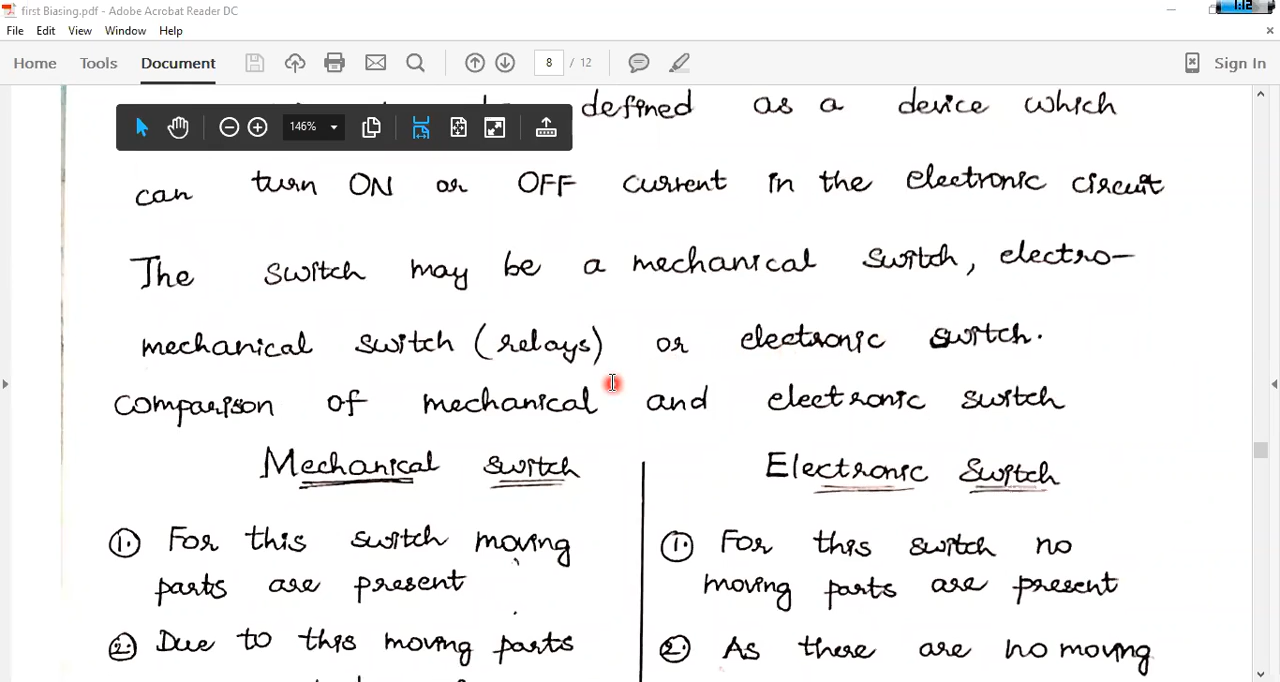 first Biasing.pdf - Adobe Acrobat Reader DC
1:12
File Edit View Window Help
Home Tools Document 8 / 12 Sign In
defined as a device which
146%
can turn ON or OFF current in the electronic circuit
The switch may be a mechanical switch, electro-
mechanical switch (relays) or electronic switch.
comparison of mechanical and electronic switch
Mechanical switch
Electronic Switch
1. For this switch moving
parts are present
2. Due to this moving parts
1. For this switch no
moving parts are present
2. As there are no moving